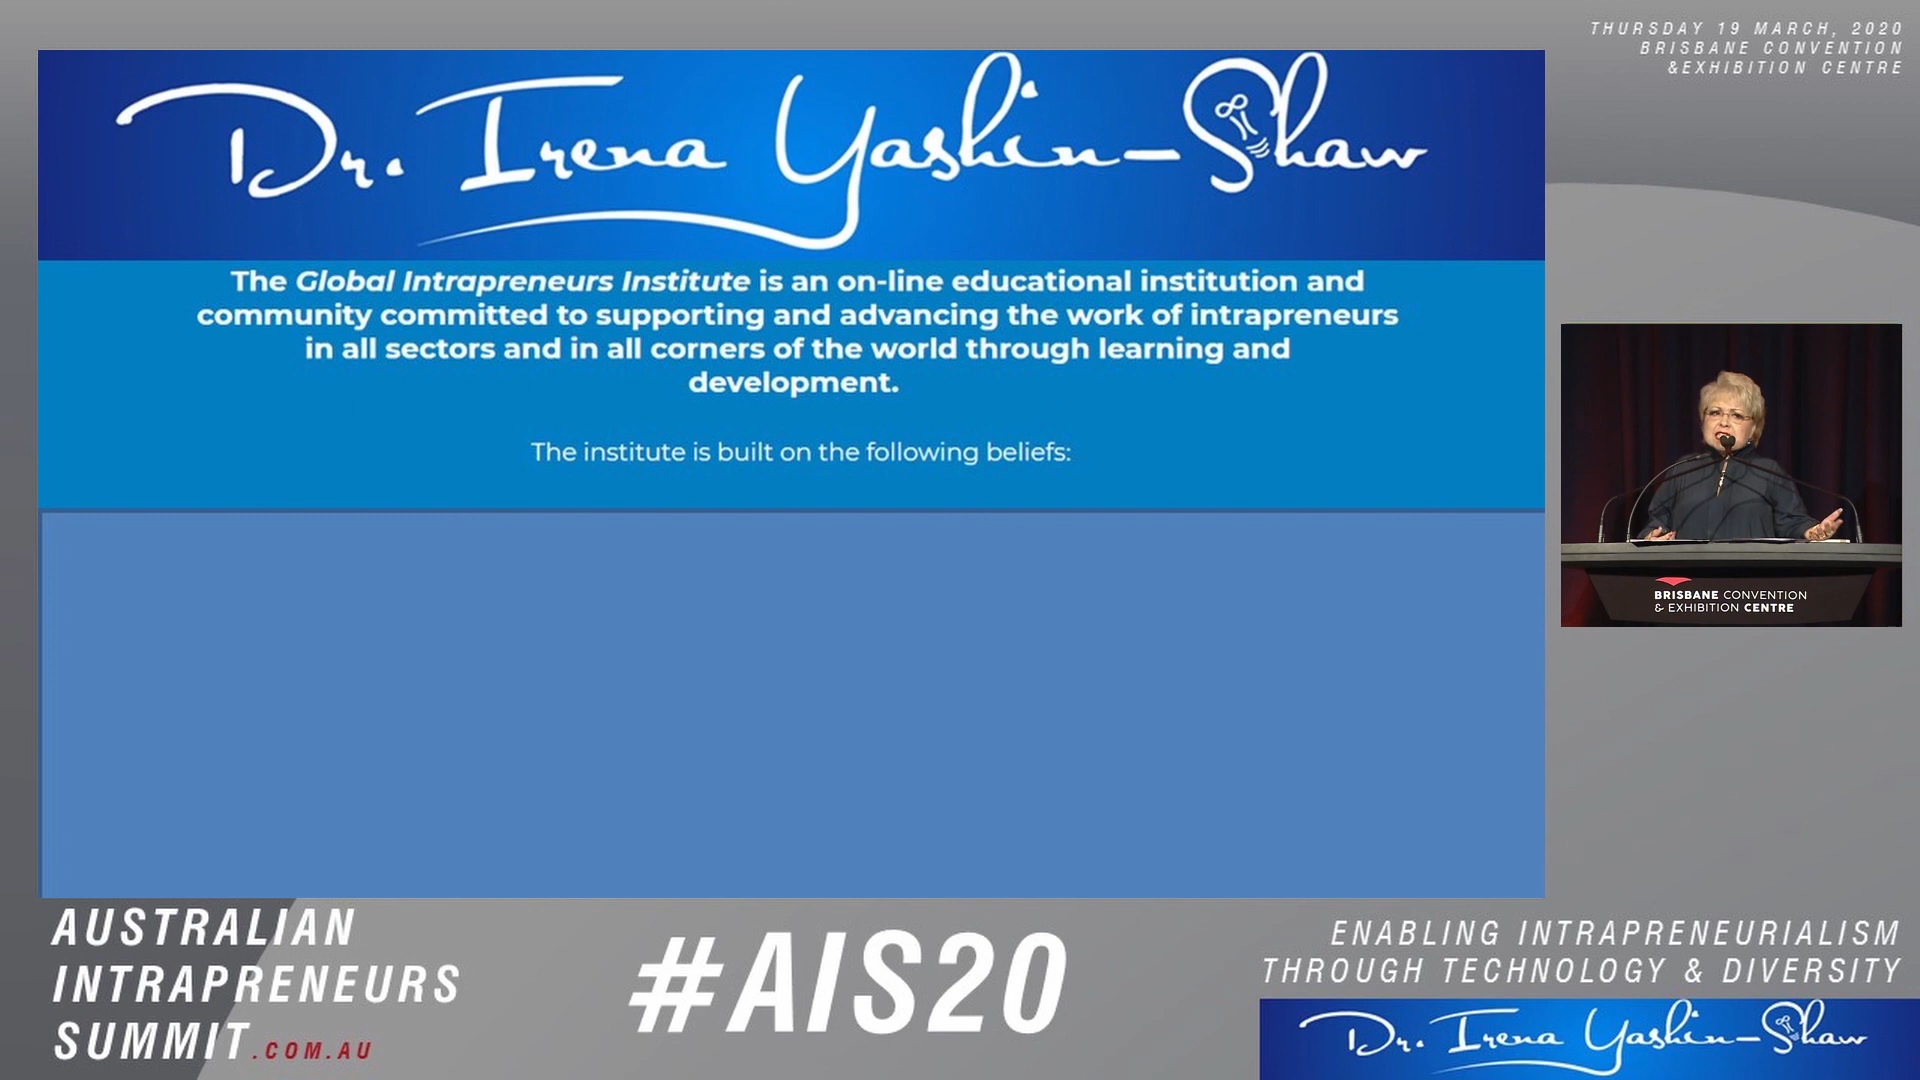 THURSDAY 19 MARCH, 2020
BRISBANE CONVENTION
&EXHIBITION CENTRE
Dr. Irena Yashin-Shaw
The Global Intrapreneurs Institute is an on-line educational institution and
community committed to supporting and advancing the work of intrapreneurs
in all sectors and in all corners of the world through learning and
development.
The institute is built on the following beliefs:
BRISBANE CONVENTION
& EXHIBITION CENTRE
AUSTRALIAN
INTRAPRENEURS
SUMMIT.COM.AU
#AIS20
ENABLING INTRAPRENEURIALISM
THROUGH TECHNOLOGY & DIVERSITY
Dr. Irena Yashin-Shaw